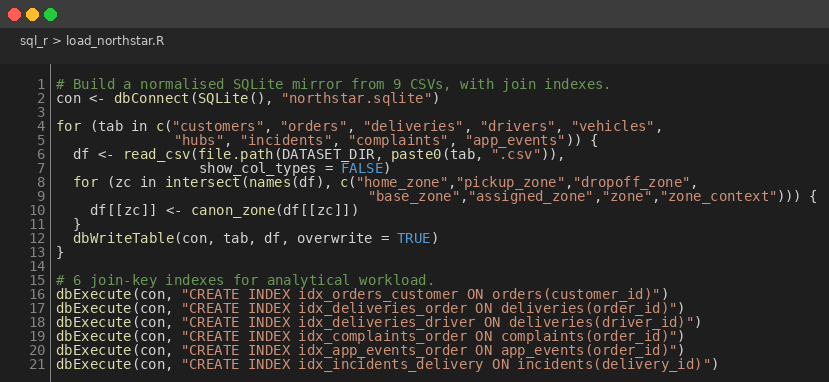 sql_r > load_northstar.R
1 # Build a normalised SQLite mirror from 9 CSVs, with join indexes.
2 con <- dbConnect(SQLite(), "northstar.sqlite")
3
4 for (tab in c("customers", "orders", "deliveries", "drivers", "vehicles",
5               "hubs", "incidents", "complaints", "app_events")) {
6   df <- read_csv(file.path(DATASET_DIR, paste0(tab, ".csv")),
7                  show_col_types = FALSE)
8   for (zc in intersect(names(df), c("home_zone","pickup_zone","dropoff_zone",
9                                     "base_zone","assigned_zone","zone","zone_context"))) {
10     df[[zc]] <- canon_zone(df[[zc]])
11   }
12   dbWriteTable(con, tab, df, overwrite = TRUE)
13 }
14
15 # 6 join-key indexes for analytical workload.
16 dbExecute(con, "CREATE INDEX idx_orders_customer ON orders(customer_id)")
17 dbExecute(con, "CREATE INDEX idx_deliveries_order ON deliveries(order_id)")
18 dbExecute(con, "CREATE INDEX idx_deliveries_driver ON deliveries(driver_id)")
19 dbExecute(con, "CREATE INDEX idx_complaints_order ON complaints(order_id)")
20 dbExecute(con, "CREATE INDEX idx_app_events_order ON app_events(order_id)")
21 dbExecute(con, "CREATE INDEX idx_incidents_delivery ON incidents(delivery_id)")